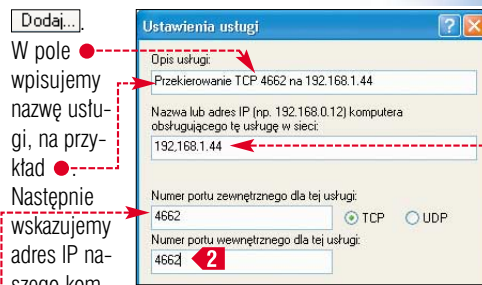 Dodaj... .
W pole
wpisujemy
nazwę usłu-
gi, na przy-
kład
Następnie
wskazujemy
adres IP na-
szego kom-
Ustawienia usługi
Opis usługi:
Przekierowanie TCP 4662 na 192.168.1.44
Nazwa lub adres IP (np. 192.168.0.12) komputera
obsługującego tę usługę w sieci:
192.168.1.44
Numer portu zewnętrznego dla tej usługi:
4662 TCP UDP
Numer portu wewnętrznego dla tej usługi:
4662 2